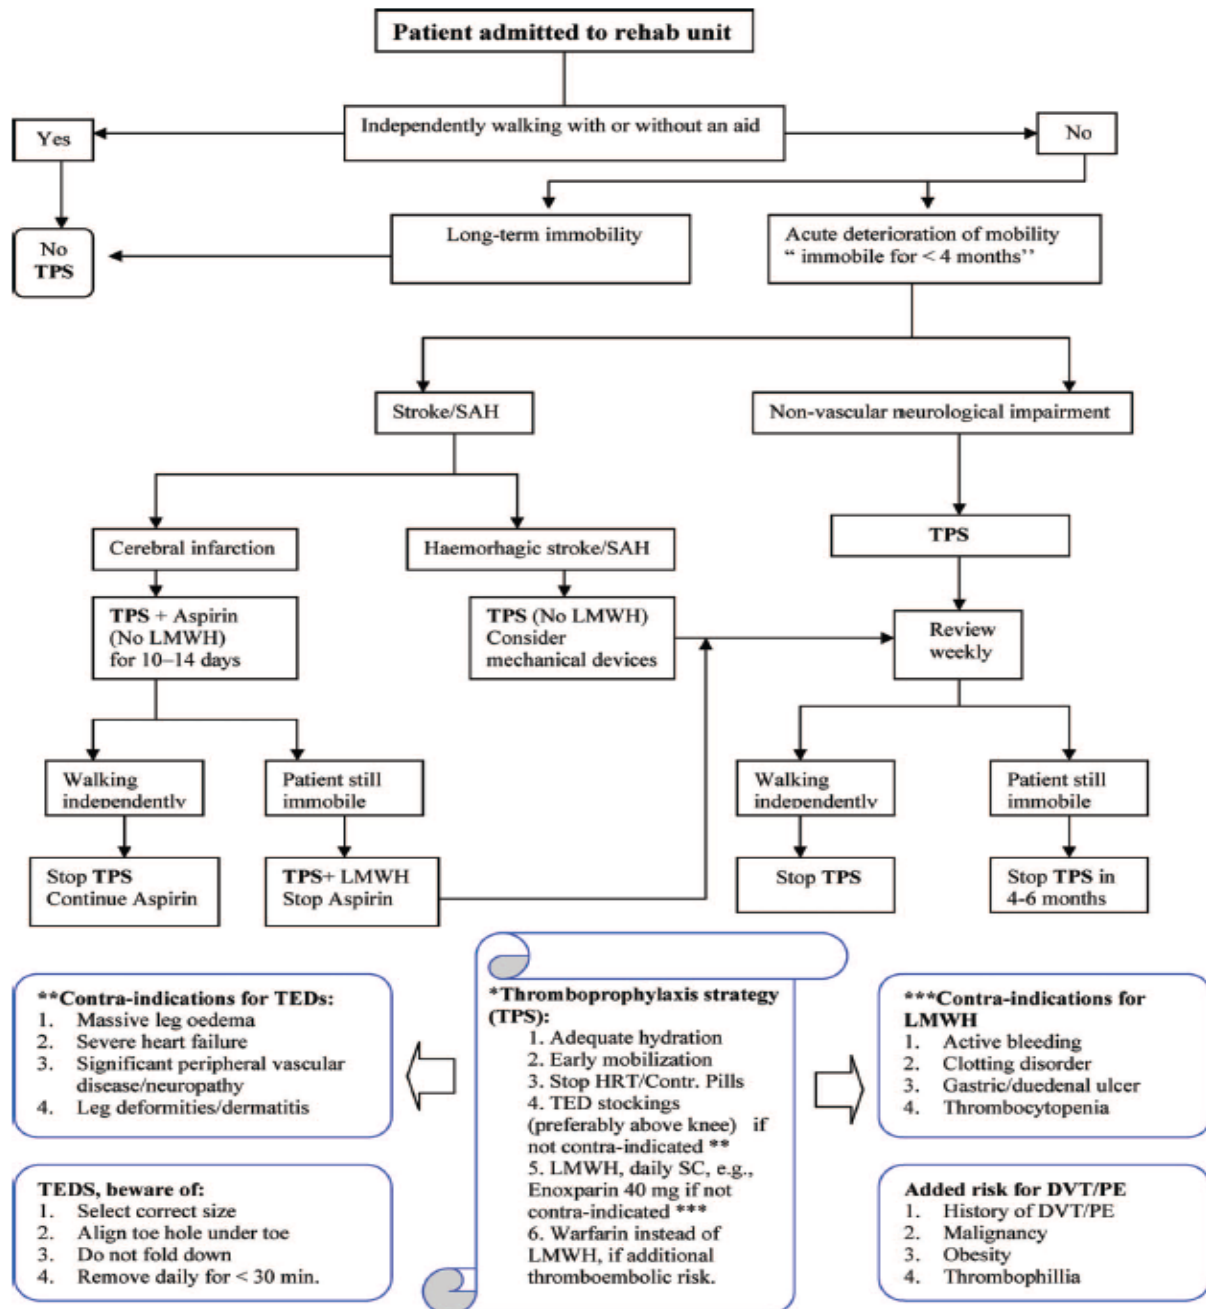 Patient admitted to rehab unit
Independently walking with or without an aid
Yes
No
No
TPS
Long-term immobility
Acute deterioration of mobility
“ immobile for < 4 months’’
Stroke/SAH
Non-vascular neurological impairment
Cerebral infarction
Haemorhagic stroke/SAH
TPS
TPS + Aspirin
(No LMWH)
for 10–14 days
TPS (No LMWH)
Consider
mechanical devices
Review
weekly
Walking
independently
Patient still
immobile
Walking
independently
Patient still
immobile
Stop TPS
Continue Aspirin
TPS+ LMWH
Stop Aspirin
Stop TPS
Stop TPS in
4-6 months
**Contra-indications for TEDs:
1. Massive leg oedema
2. Severe heart failure
3. Significant peripheral vascular
disease/neuropathy
4. Leg deformities/dermatitis
TEDS, beware of:
1. Select correct size
2. Align toe hole under toe
3. Do not fold down
4. Remove daily for < 30 min.
*Thromboprophylaxis strategy
(TPS):
1. Adequate hydration
2. Early mobilization
3. Stop HRT/Contr. Pills
4. TED stockings
(preferably above knee) if
not contra-indicated **
5. LMWH, daily SC, e.g.,
Enoxparin 40 mg if not
contra-indicated ***
6. Warfarin instead of
LMWH, if additional
thromboembolic risk.
***Contra-indications for
LMWH
1. Active bleeding
2. Clotting disorder
3. Gastric/duedenal ulcer
4. Thrombocytopenia
Added risk for DVT/PE
1. History of DVT/PE
2. Malignancy
3. Obesity
4. Thrombophillia